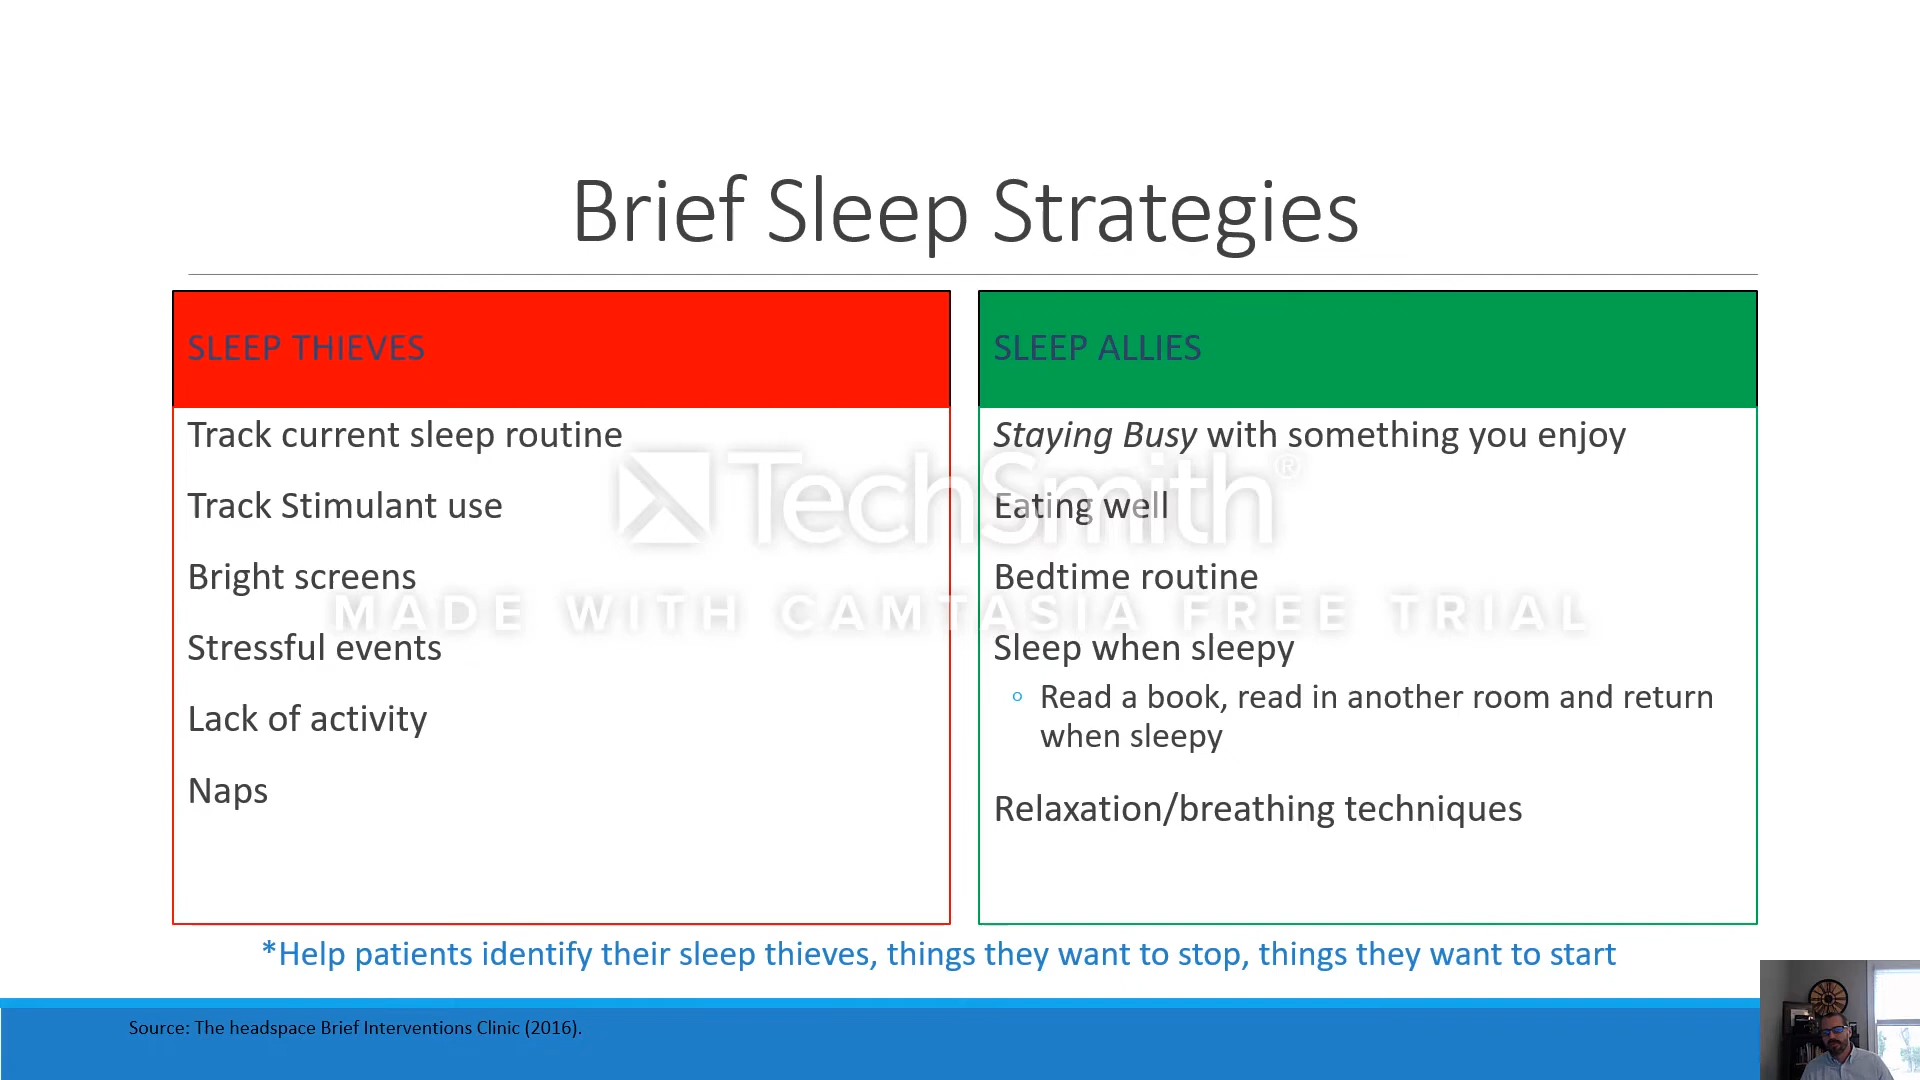 Brief Sleep Strategies
SLEEP THIEVES
Track current sleep routine
Track Stimulant use
Bright screens
Stressful events
Lack of activity
Naps
SLEEP ALLIES
Staying Busy with something you enjoy
Eating well
Bedtime routine
Sleep when sleepy
Read a book, read in another room and return
when sleepy
Relaxation/breathing techniques
TechSmith®
MADE WITH CAMTASIA FREE TRIAL
*Help patients identify their sleep thieves, things they want to stop, things they want to start
Source: The headspace Brief Interventions Clinic (2016).